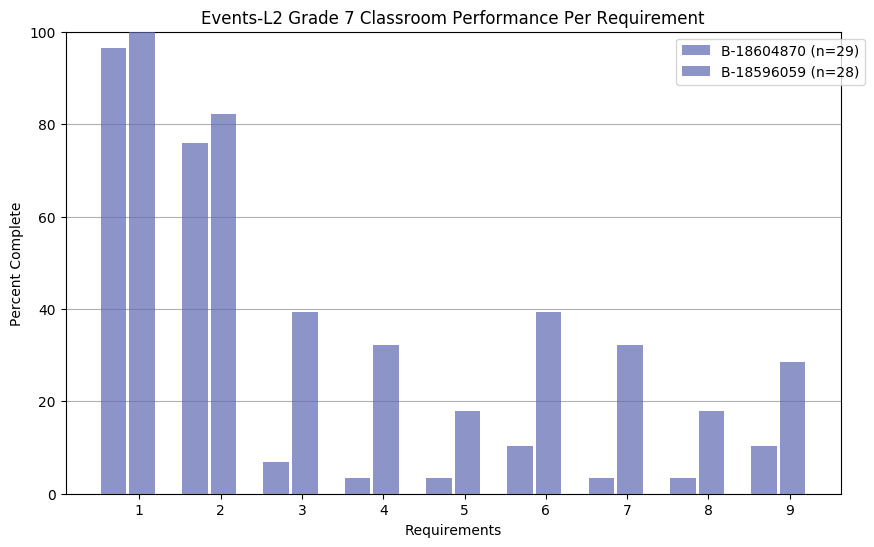 Events-L2 Grade 7 Classroom Performance Per Requirement
B-18604870 (n=29)
B-18596059 (n=28)
Percent Complete
100
80
60
40
20
0
1 2 3 4 5 6 7 8 9
Requirements